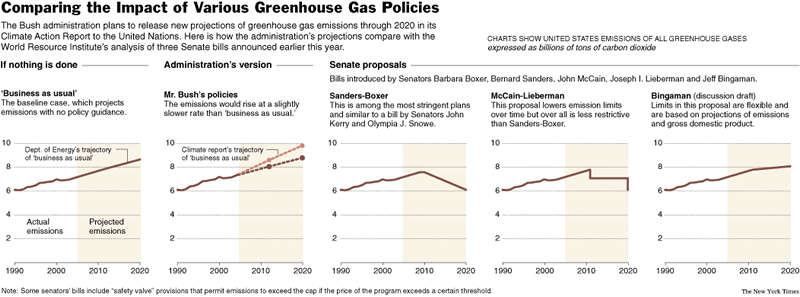 Comparing the Impact of Various Greenhouse Gas Policies
The Bush administration plans to release new projections of greenhouse gas emissions through 2020 in its
Climate Action Report to the United Nations. Here is how the administration's projections compare with the
World Resource Institute's analysis of three Senate bills announced earlier this year.
CHARTS SHOW UNITED STATES EMISSIONS OF ALL GREENHOUSE GASES
expressed as billions of tons of carbon dioxide
If nothing is done
'Business as usual'
The baseline case, which projects
emissions with no policy guidance.
10
Dept. of Energy's trajectory
of 'business as usual'
8
6
4
Actual
emissions
Projected
emissions
2
1990
2000
2010
2020
Administration's version
Mr. Bush's policies
The emissions would rise at a slightly
slower rate than 'business as usual.'
10
Climate report's trajectory
of 'business as usual'
8
6
4
2
1990
2000
2010
2020
Senate proposals
Bills introduced by Senators Barbara Boxer, Bernard Sanders, John McCain, Joseph I. Lieberman and Jeff Bingaman.
Sanders-Boxer
This is among the most stringent plans
and similar to a bill by Senators John
Kerry and Olympia J. Snowe.
10
8
6
4
2
1990
2000
2010
2020
McCain-Lieberman
This proposal lowers emission limits
over time but over all is less restrictive
than Sanders-Boxer.
10
8
6
4
2
1990
2000
2010
2020
Bingaman (discussion draft)
Limits in this proposal are flexible and
are based on projections of emissions
and gross domestic product.
10
8
6
4
2
1990
2000
2010
2020
Note: Some senators' bills include "safety valve" provisions that permit emissions to exceed the cap if the price of the program exceeds a certain threshold.
The New York Times